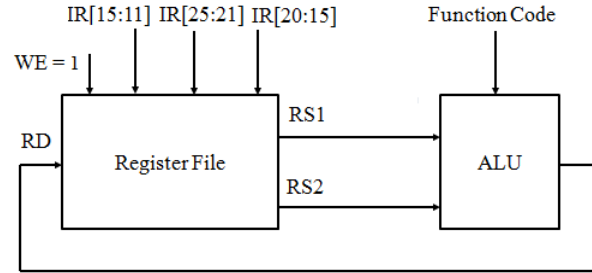 IR[15:11] IR[25:21] IR[20:15] Function Code
WE = 1
RS1
RD
Register File
ALU
RS2